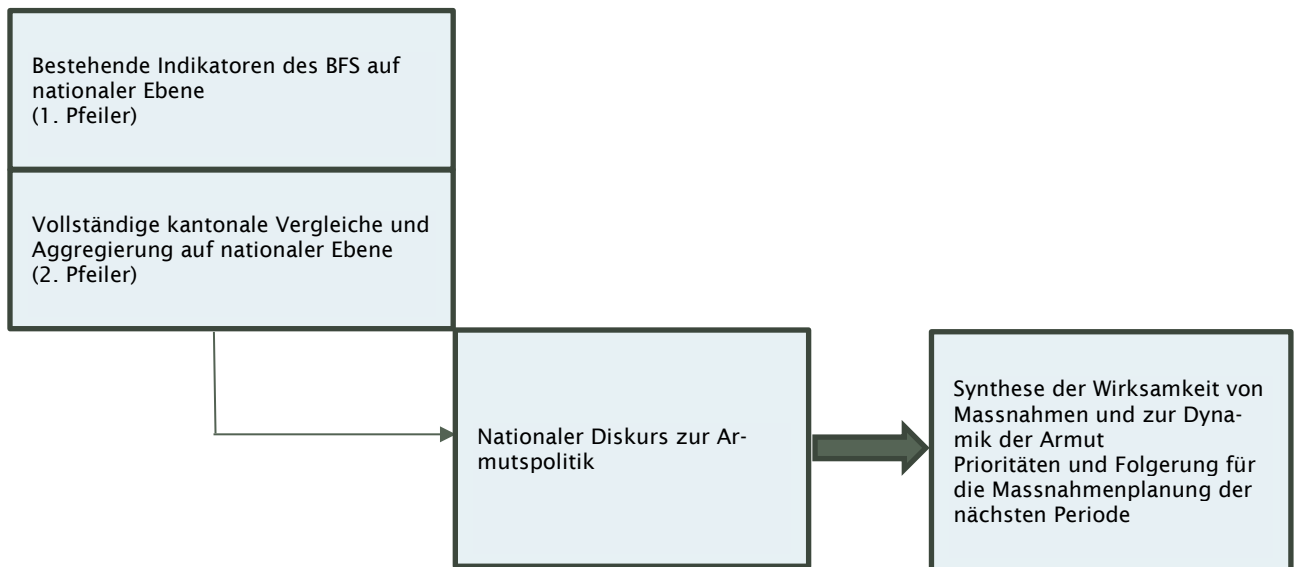 Bestehende Indikatoren des BFS auf
nationaler Ebene
(1. Pfeiler)
Vollständige kantonale Vergleiche und
Aggregierung auf nationaler Ebene
(2. Pfeiler)
Nationaler Diskurs zur Ar-
mutspolitik
Synthese der Wirksamkeit von
Massnahmen und zur Dyna-
mik der Armut
Prioritäten und Folgerung für
die Massnahmenplanung der
nächsten Periode